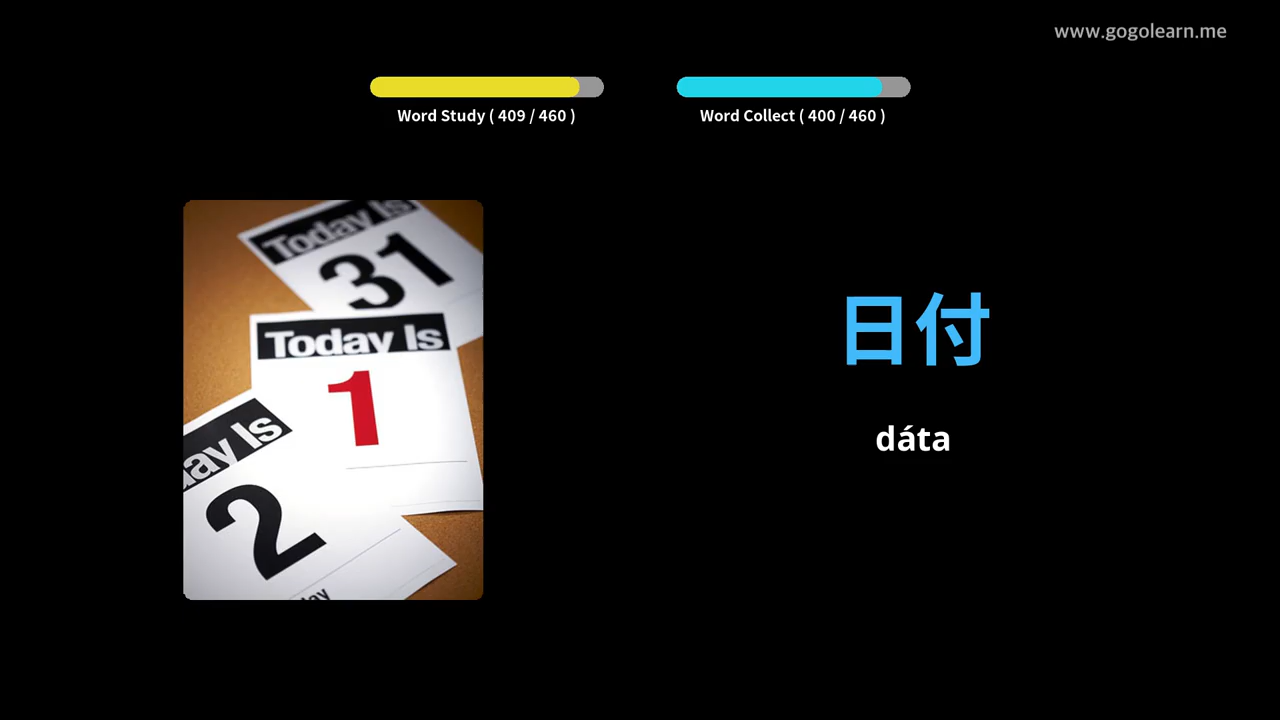 www.gogolearn.me
Word Study ( 409 / 460 )
Word Collect ( 400 / 460 )
Today Is
31
Today Is
1
ay Is
2
日付
dáta